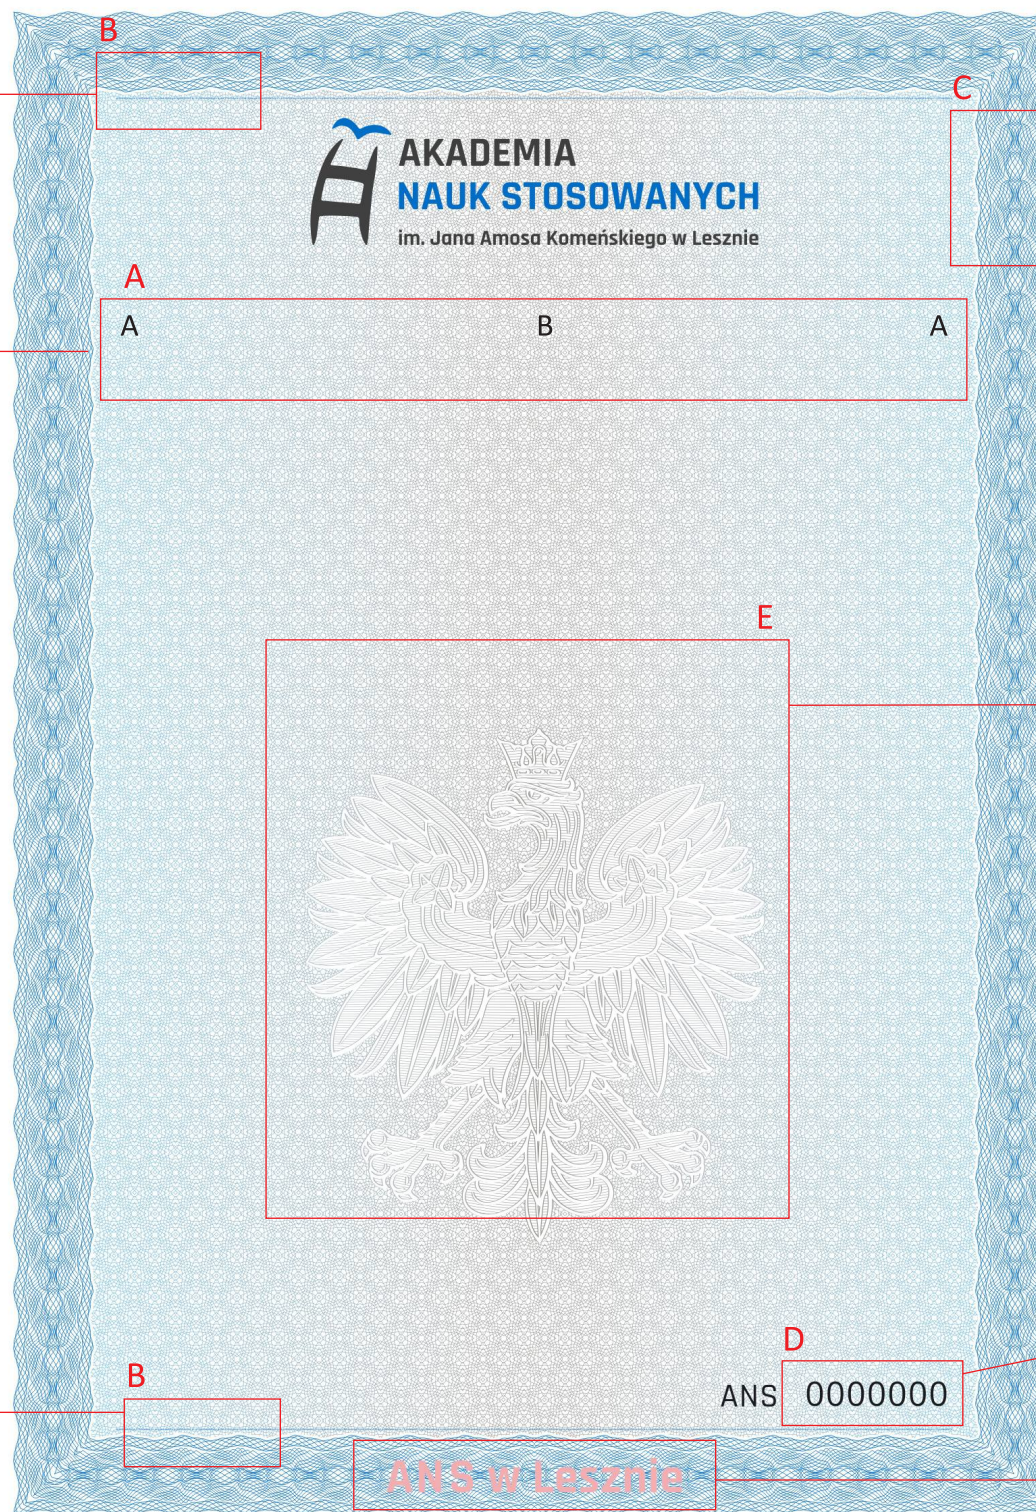 B
C
AKADEMIA
NAUK STOSOWANYCH
im. Jana Amosa Komeńskiego w Lesznie
A
A B A
E
D
B
ANS 0000000
ANS w Lesznie